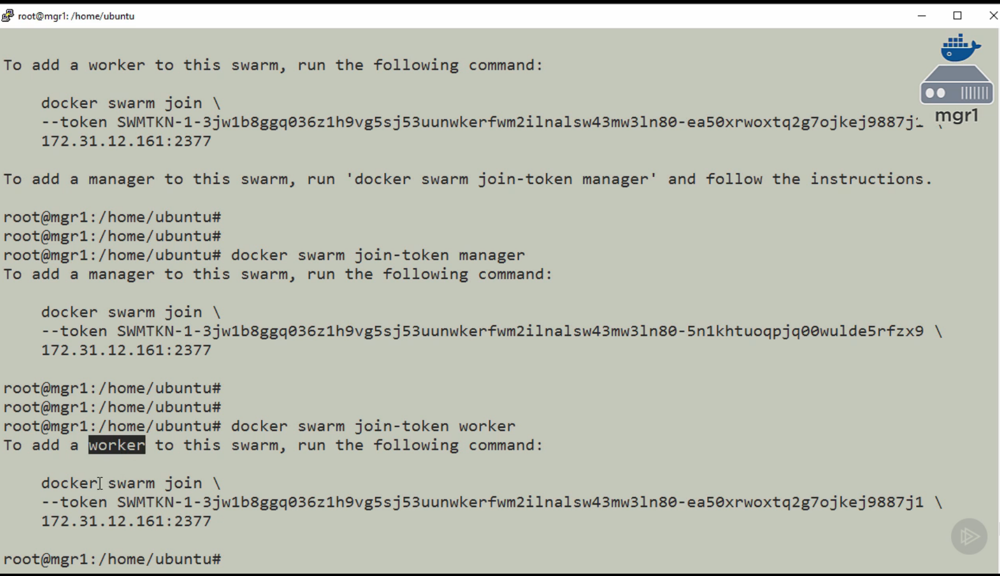 root@mgr1: /home/ubuntu
To add a worker to this swarm, run the following command:
docker swarm join \
--token SWMTKN-1-3jw1b8ggq036z1h9vg5sj53uunwkerfwm2ilnalsw43mw3ln80-ea50xrwoxtq2g7ojkej9887j1 \
mgr1
172.31.12.161:2377
To add a manager to this swarm, run 'docker swarm join-token manager' and follow the instructions.
root@mgr1:/home/ubuntu#
root@mgr1:/home/ubuntu#
root@mgr1:/home/ubuntu# docker swarm join-token manager
To add a manager to this swarm, run the following command:
docker swarm join \
--token SWMTKN-1-3jw1b8ggq036z1h9vg5sj53uunwkerfwm2ilnalsw43mw3ln80-5n1khtuoqpjq00wulde5rfzx9 \
172.31.12.161:2377
root@mgr1:/home/ubuntu#
root@mgr1:/home/ubuntu#
root@mgr1:/home/ubuntu# docker swarm join-token worker
To add a worker to this swarm, run the following command:
docker swarm join \
--token SWMTKN-1-3jw1b8ggq036z1h9vg5sj53uunwkerfwm2ilnalsw43mw3ln80-ea50xrwoxtq2g7ojkej9887j1 \
172.31.12.161:2377
root@mgr1:/home/ubuntu#